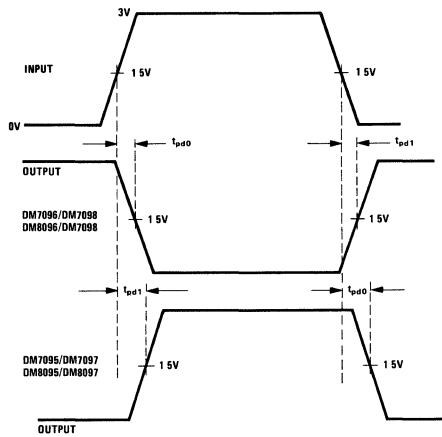 3V
INPUT
1 5V
1 5V
0V
tpd0
tpd1
OUTPUT
DM7096/DM7098
DM8096/DM7098
1 5V
1 5V
tpd1
tpd0
DM7095/DM7097
DM8095/DM8097
1 5V
1 5V
OUTPUT